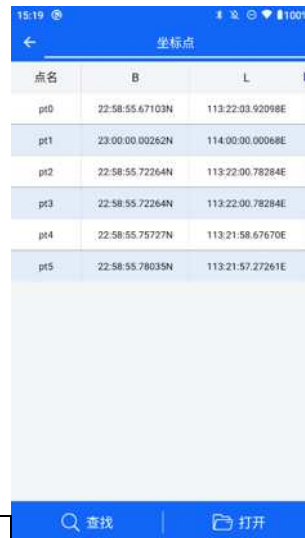 15:19 100%
坐标点
点名 B L
pt0 22:58:55.67103N 113:22:03.92098E
pt1 23:00:00.00262N 114:00:00.00068E
pt2 22:58:55.72264N 113:22:00.78284E
pt3 22:58:55.72264N 113:22:00.78284E
pt4 22:58:55.75727N 113:21:58.67670E
pt5 22:58:55.78035N 113:21:57.27261E
查找 打开